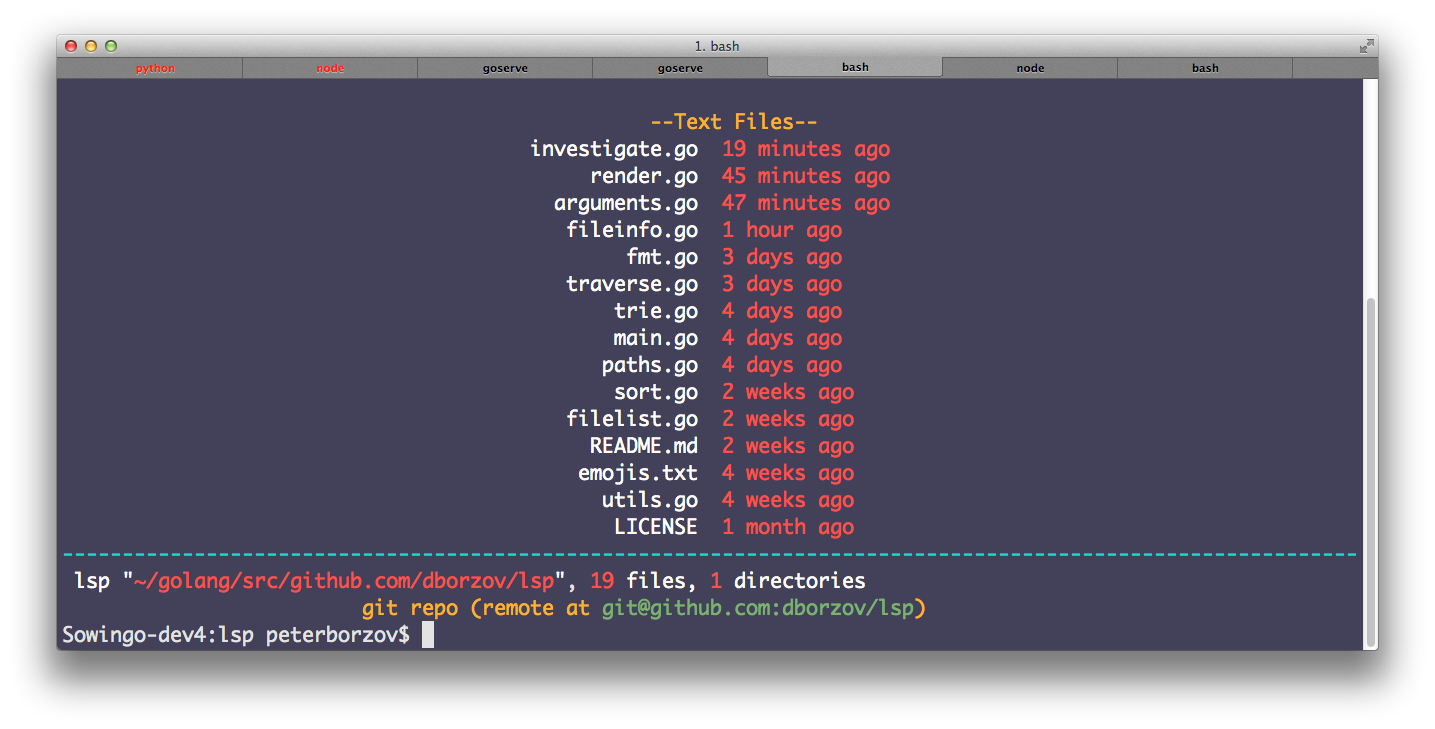 1. bash
python node goserve goserve bash node bash
--Text Files--
investigate.go 19 minutes ago
render.go 45 minutes ago
arguments.go 47 minutes ago
fileinfo.go 1 hour ago
fmt.go 3 days ago
traverse.go 3 days ago
trie.go 4 days ago
main.go 4 days ago
paths.go 4 days ago
sort.go 2 weeks ago
filelist.go 2 weeks ago
README.md 2 weeks ago
emojis.txt 4 weeks ago
utils.go 4 weeks ago
LICENSE 1 month ago
------------------------------------------------------------------------------------------------------------
lsp "~/golang/src/github.com/dborzov/lsp", 19 files, 1 directories
git repo (remote at git@github.com:dborzov/lsp)
Sowingo-dev4:lsp peterborzov$